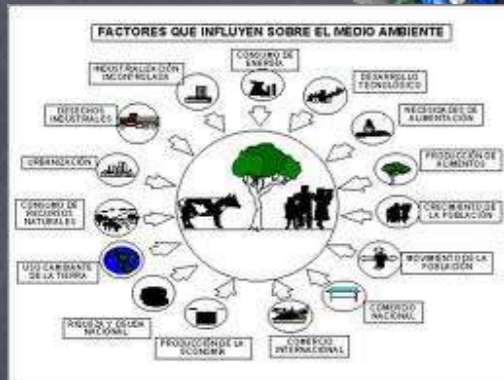 FACTORES QUE INFLUYEN SOBRE EL MEDIO AMBIENTE
CONSUMO DE
ENERGÍA
INDUSTRIALIZACIÓN
INCONTROLADA
DESARROLLO
TECNOLÓGICO
DESECHOS
INDUSTRIALES
NECESIDADES DE
ALIMENTACIÓN
URBANIZACIÓN
PRODUCCIÓN DE
ALIMENTOS
CONSUMO DE
RECURSOS
NATURALES
CRECIMIENTO DE
LA POBLACIÓN
USO CAMBIANTE
DE LA TIERRA
MOVIMIENTO DE LA
POBLACIÓN
RIQUEZA Y DEUDA
NACIONAL
COMERCIO
NACIONAL
PRODUCCIÓN DE LA
ECONOMÍA
COMERCIO
INTERNACIONAL